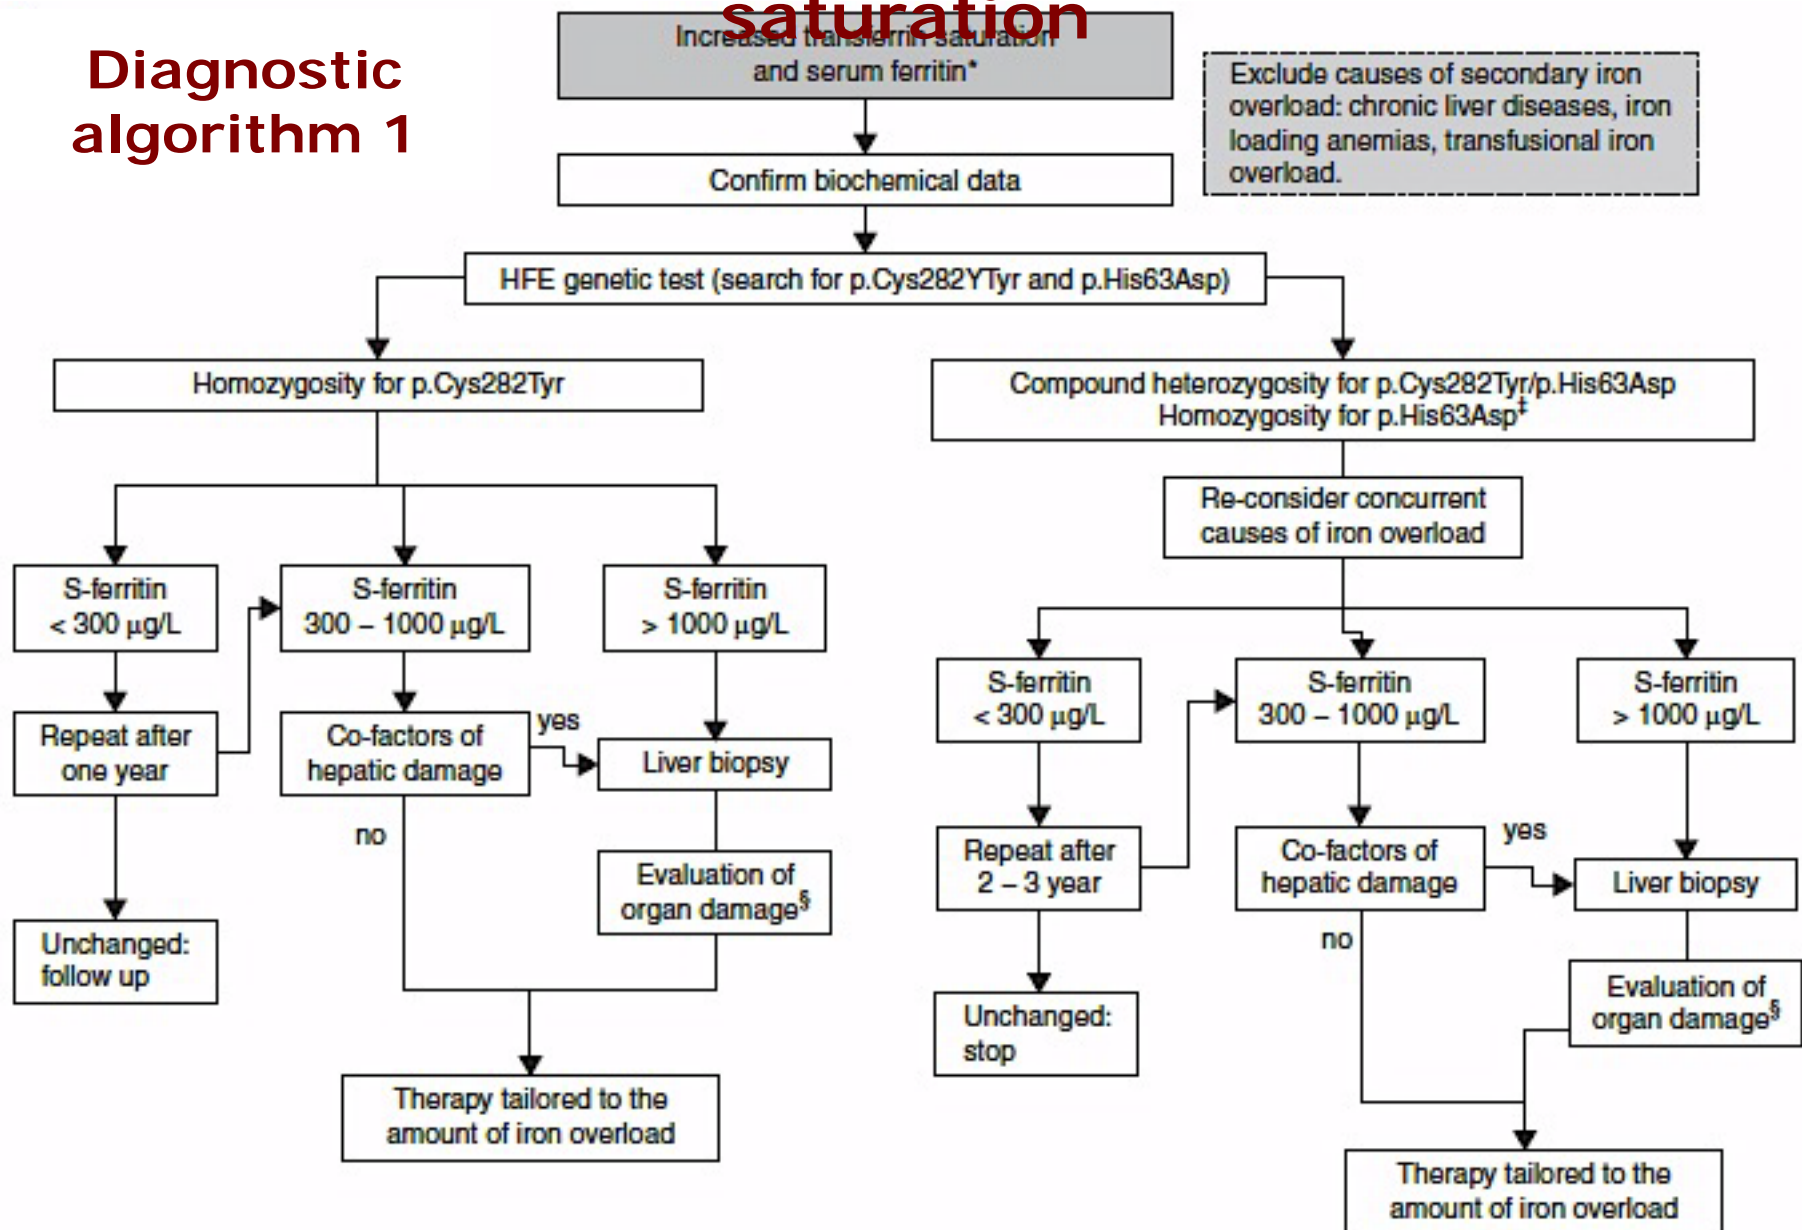 saturation
Diagnostic
algorithm 1
Increased transferrin saturation
and serum ferritin*
Exclude causes of secondary iron
overload: chronic liver diseases, iron
loading anemias, transfusional iron
overload.
Confirm biochemical data
HFE genetic test (search for p.Cys282YTyr and p.His63Asp)
Homozygosity for p.Cys282Tyr
Compound heterozygosity for p.Cys282Tyr/p.His63Asp
Homozygosity for p.His63Asp‡
Re-consider concurrent
causes of iron overload
S-ferritin
< 300 µg/L
S-ferritin
300 – 1000 µg/L
S-ferritin
> 1000 µg/L
Repeat after
one year
Co-factors of
hepatic damage
yes
Liver biopsy
no
Evaluation of
organ damage§
Unchanged:
follow up
Therapy tailored to the
amount of iron overload
S-ferritin
< 300 µg/L
S-ferritin
300 – 1000 µg/L
S-ferritin
> 1000 µg/L
Repeat after
2 – 3 year
Co-factors of
hepatic damage
yes
Liver biopsy
no
Evaluation of
organ damage§
Unchanged:
stop
Therapy tailored to the
amount of iron overload